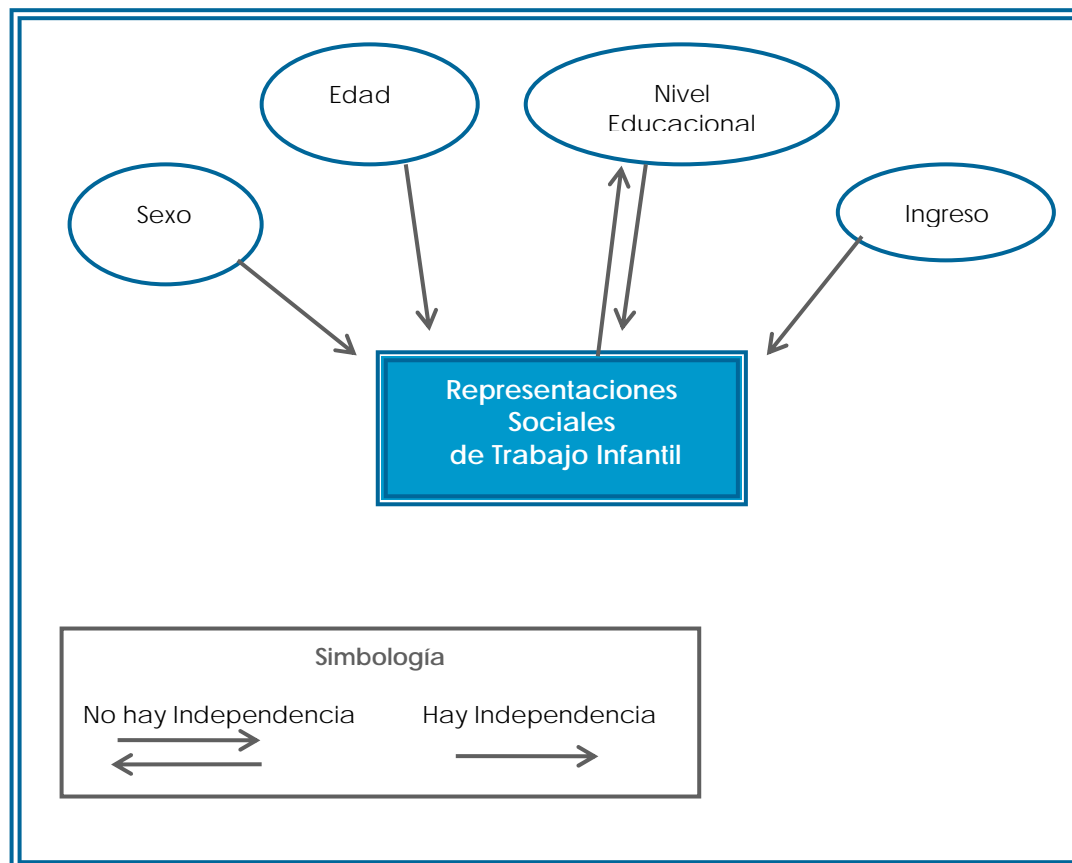 Edad
Nivel
Educacional
Sexo
Ingreso
Representaciones
Sociales
de Trabajo Infantil
Simbología
No hay Independencia
Hay Independencia